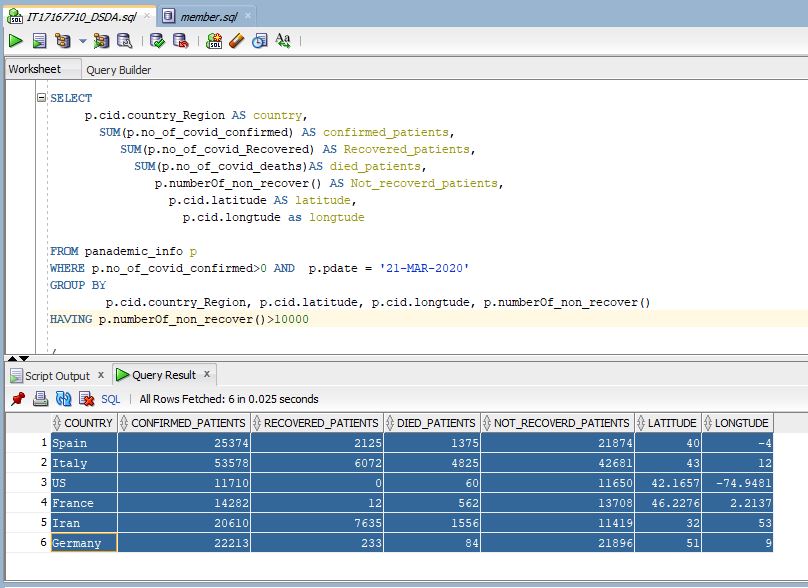 IT17167710_DSDA.sql × member.sql ×
SQL Aa
Worksheet Query Builder
SELECT
p.cid.country_Region AS country,
SUM(p.no_of_covid_confirmed) AS confirmed_patients,
SUM(p.no_of_covid_Recovered) AS Recovered_patients,
SUM(p.no_of_covid_deaths)AS died_patients,
p.numberOf_non_recover() AS Not_recoverd_patients,
p.cid.latitude AS latitude,
p.cid.longtude as longtude
FROM panademic_info p
WHERE p.no_of_covid_confirmed>0 AND  p.pdate = '21-MAR-2020'
GROUP BY
p.cid.country_Region, p.cid.latitude, p.cid.longtude, p.numberOf_non_recover()
HAVING p.numberOf_non_recover()>10000
/
Script Output × Query Result ×
SQL | All Rows Fetched: 6 in 0.025 seconds
COUNTRY CONFIRMED_PATIENTS RECOVERED_PATIENTS DIED_PATIENTS NOT_RECOVERD_PATIENTS LATITUDE LONGTUDE
1 Spain 25374 2125 1375 21874 40 -4
2 Italy 53578 6072 4825 42681 43 12
3 US 11710 0 60 11650 42.1657 -74.9481
4 France 14282 12 562 13708 46.2276 2.2137
5 Iran 20610 7635 1556 11419 32 53
6 Germany 22213 233 84 21896 51 9